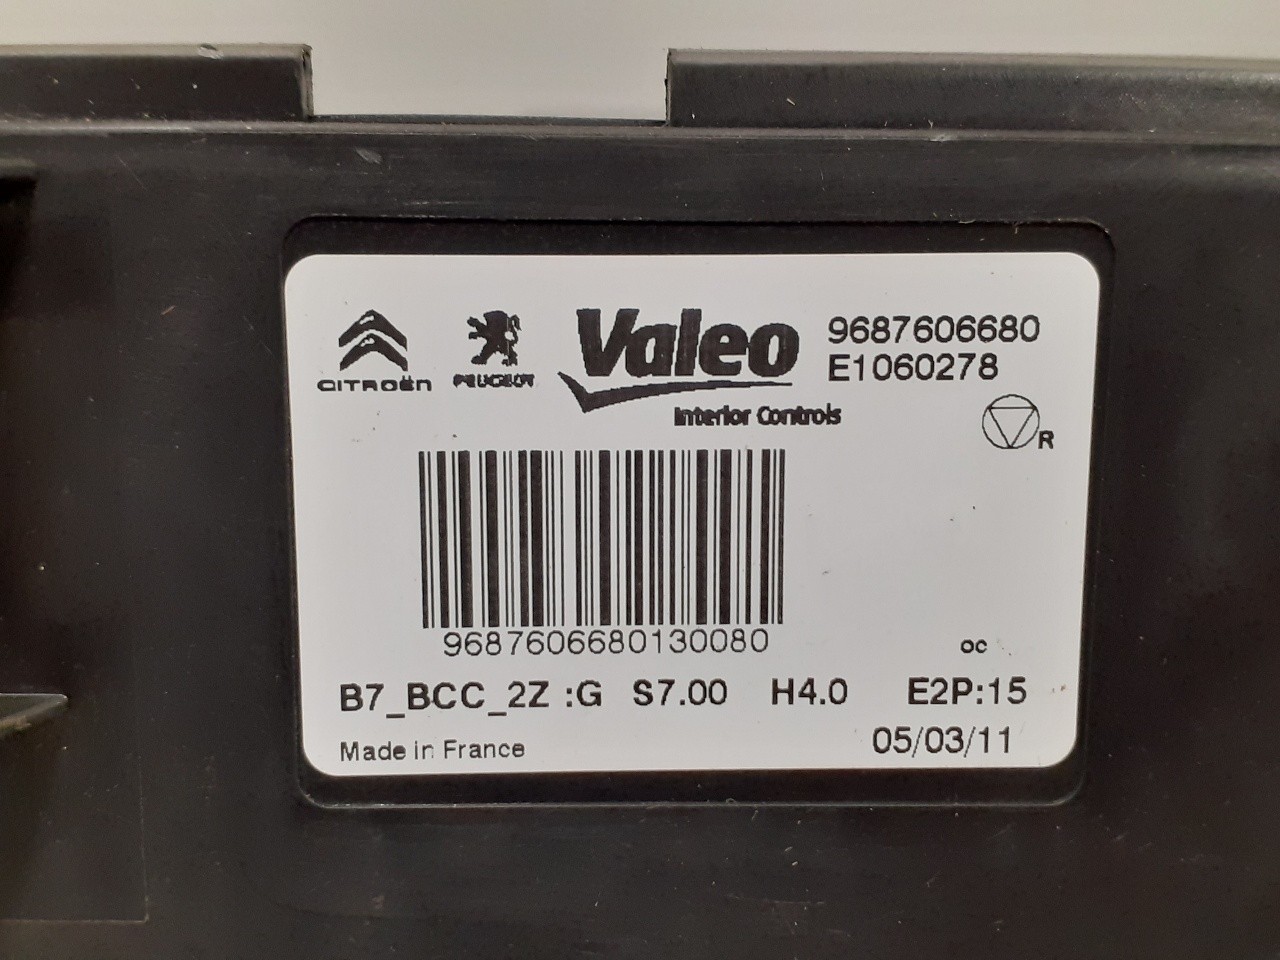 CITROËN PEUGEOT Valeo 9687606680
E1060278
Interior Controls
R
9687606680130080
oc
B7_BCC_2Z :G S7.00 H4.0 E2P:15
Made in France 05/03/11